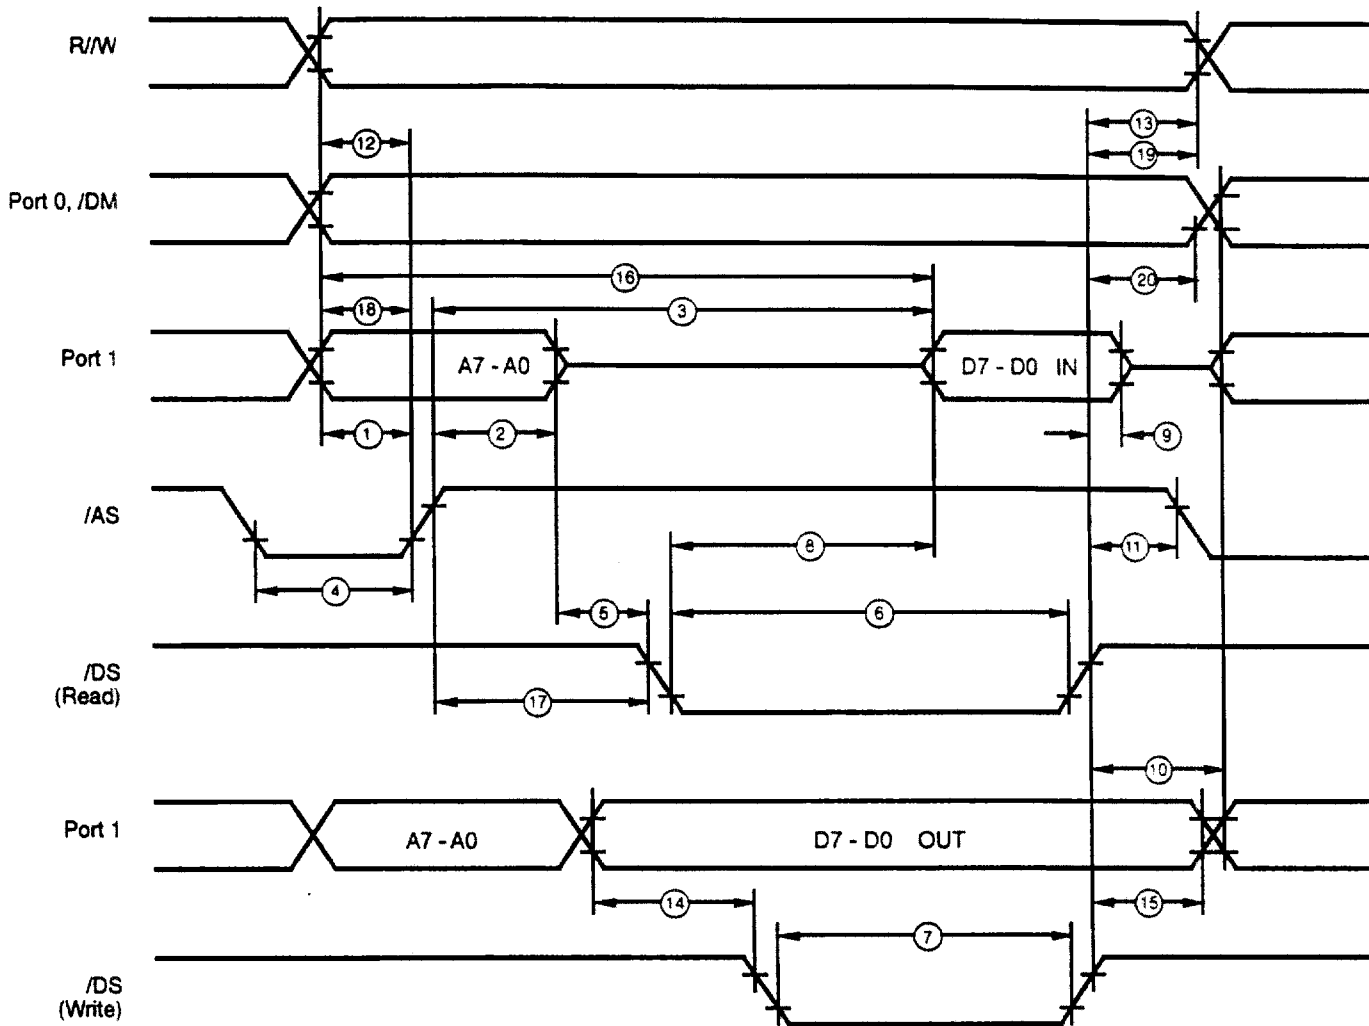 R//W
13
12
19
Port 0, /DM
16
20
18
3
Port 1
A7 - A0
D7 - D0 IN
1
2
9
/AS
8
11
4
5
6
/DS
(Read)
17
10
Port 1
A7 - A0
D7 - D0 OUT
14
15
7
/DS
(Write)